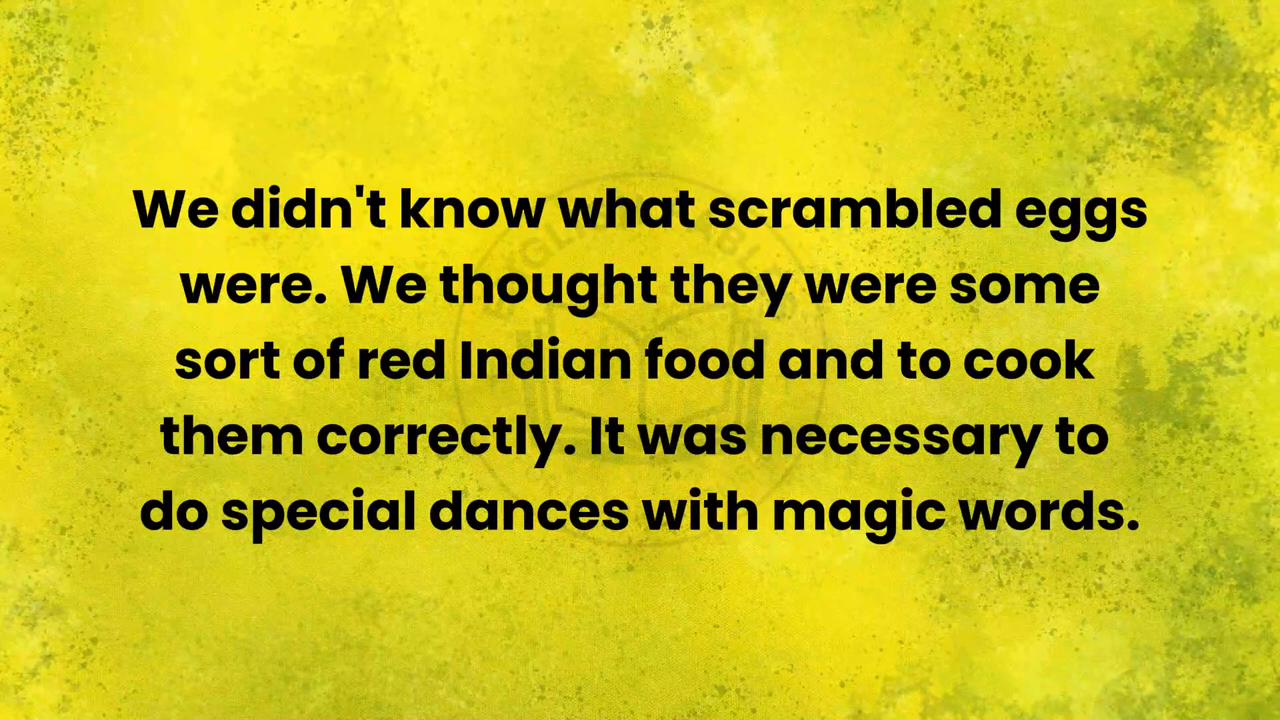 We didn't know what scrambled eggs
were. We thought they were some
sort of red Indian food and to cook
them correctly. It was necessary to
do special dances with magic words.